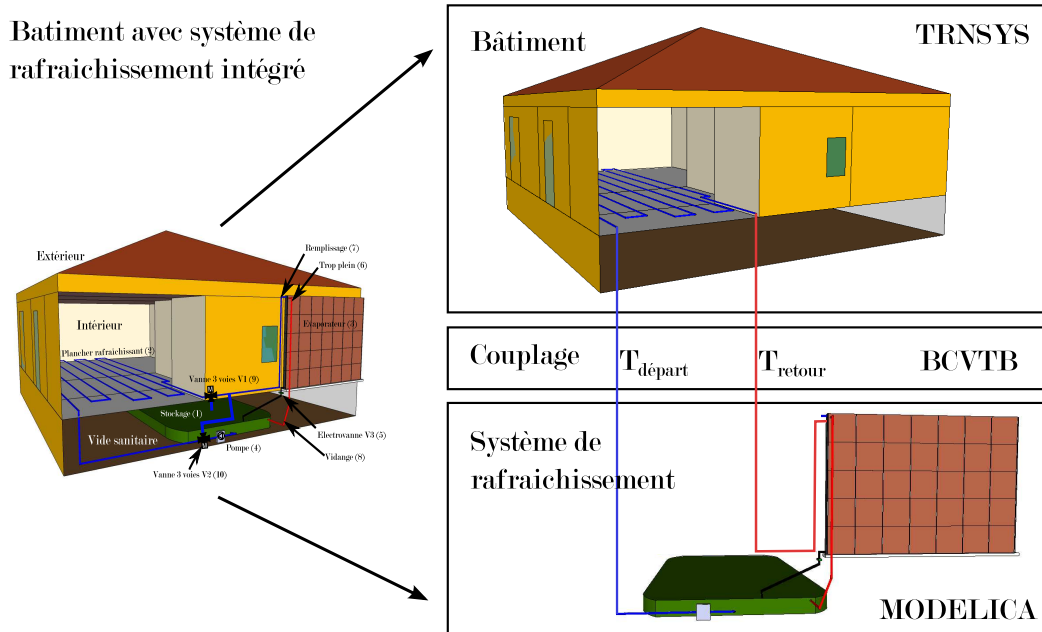 Batiment avec système de
rafraichissement intégré
Extérieur
Remplissage (7)
Trop plein (6)
Intérieur
Evaporateur (3)
Plancher rafraichissant (2)
Vanne 3 voies V1 (9)
Stockage (1)
Vide sanitaire
Electrovanne V3 (5)
Pompe (4)
Vidange (8)
Vanne 3 voies V2 (10)
Bâtiment
TRNSYS
Couplage
Tdépart
Tretour
BCVTB
Système de
rafraichissement
MODELICA